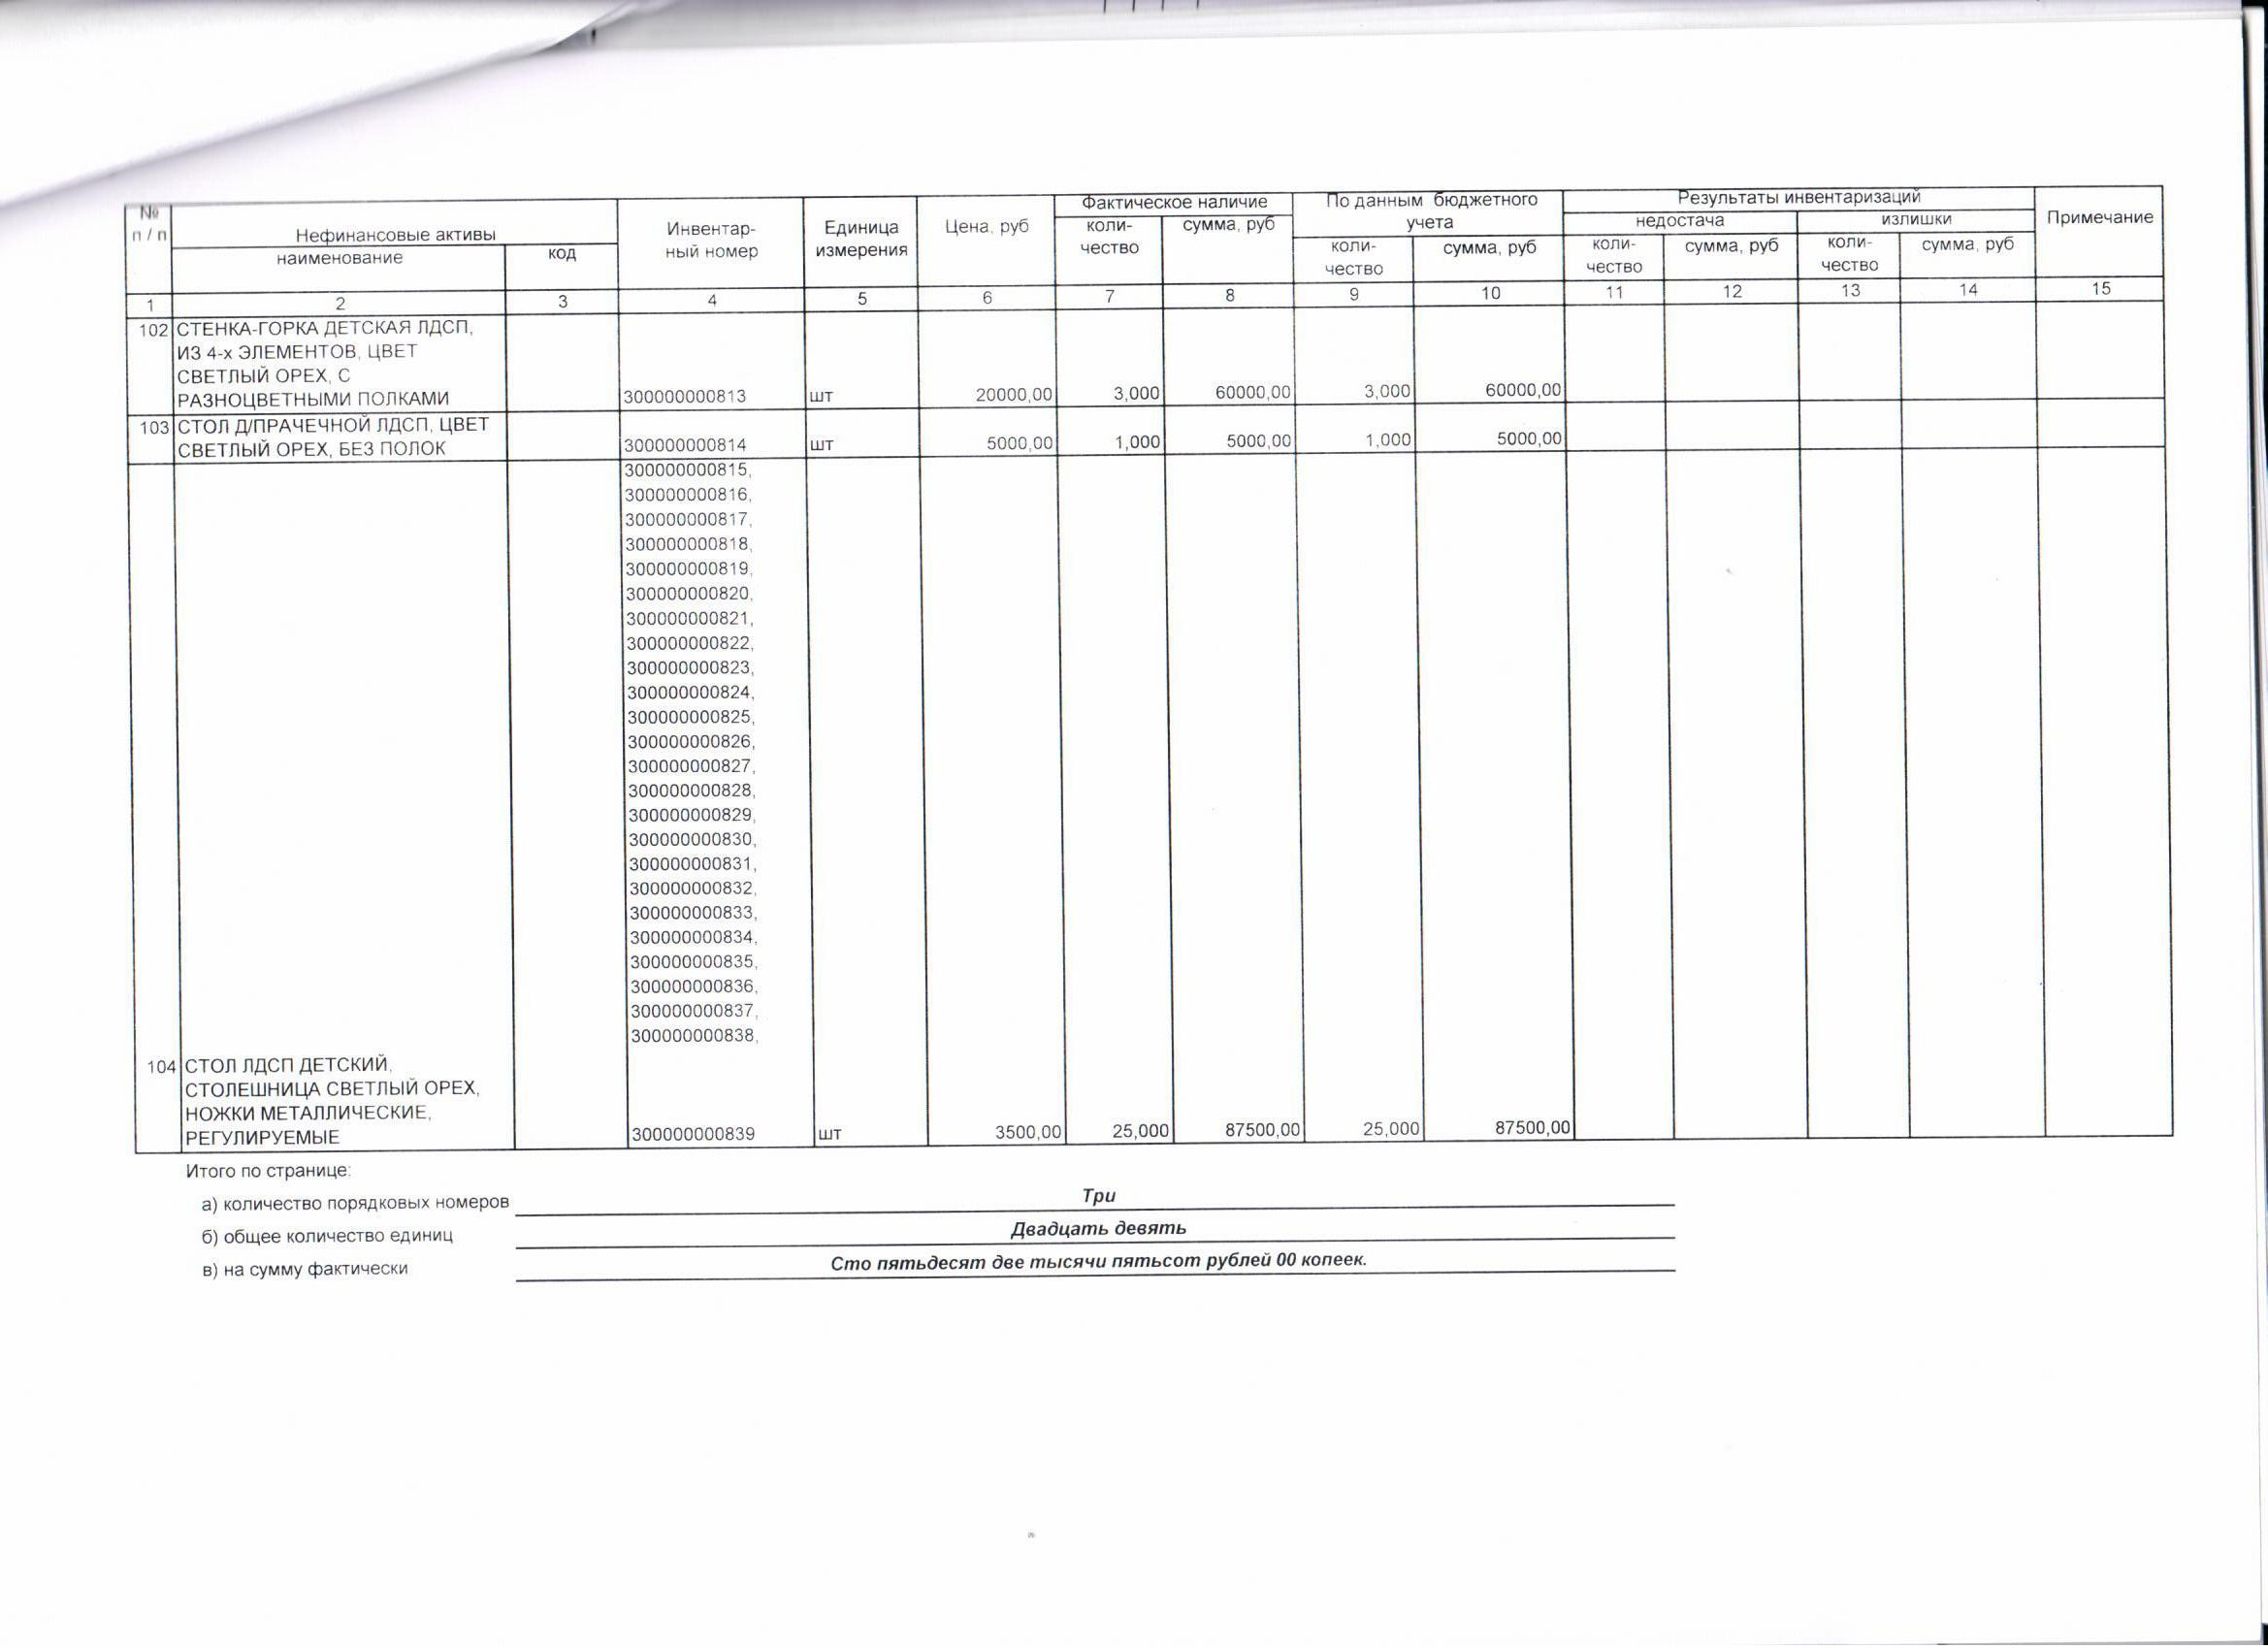 №
п / п
Нефинансовые активы
наименование
код
Инвентар-
ный номер
Единица
измерения
Цена, руб
Фактическое наличие
коли-
чество
сумма, руб
По данным бюджетного
учета
коли-
чество
сумма, руб
Результаты инвентаризаций
недостача
излишки
коли-
чество
сумма, руб
коли-
чество
сумма, руб
Примечание
1 2 3 4 5 6 7 8 9 10 11 12 13 14 15
102 СТЕНКА-ГОРКА ДЕТСКАЯ ЛДСП,
ИЗ 4-х ЭЛЕМЕНТОВ, ЦВЕТ
СВЕТЛЫЙ ОРЕХ, С
РАЗНОЦВЕТНЫМИ ПОЛКАМИ 300000000813 шт 20000,00 3,000 60000,00 3,000 60000,00
103 СТОЛ Д/ПРАЧЕЧНОЙ ЛДСП, ЦВЕТ
СВЕТЛЫЙ ОРЕХ, БЕЗ ПОЛОК 300000000814 шт 5000,00 1,000 5000,00 1,000 5000,00
300000000815,
300000000816,
300000000817,
300000000818,
300000000819,
300000000820,
300000000821,
300000000822,
300000000823,
300000000824,
300000000825,
300000000826,
300000000827,
300000000828,
300000000829,
300000000830,
300000000831,
300000000832,
300000000833,
300000000834,
300000000835,
300000000836,
300000000837,
300000000838,
104 СТОЛ ЛДСП ДЕТСКИЙ,
СТОЛЕШНИЦА СВЕТЛЫЙ ОРЕХ,
НОЖКИ МЕТАЛЛИЧЕСКИЕ,
РЕГУЛИРУЕМЫЕ 300000000839 шт 3500,00 25,000 87500,00 25,000 87500,00
Итого по странице:
а) количество порядковых номеров Три
б) общее количество единиц Двадцать девять
в) на сумму фактически Сто пятьдесят две тысячи пятьсот рублей 00 копеек.